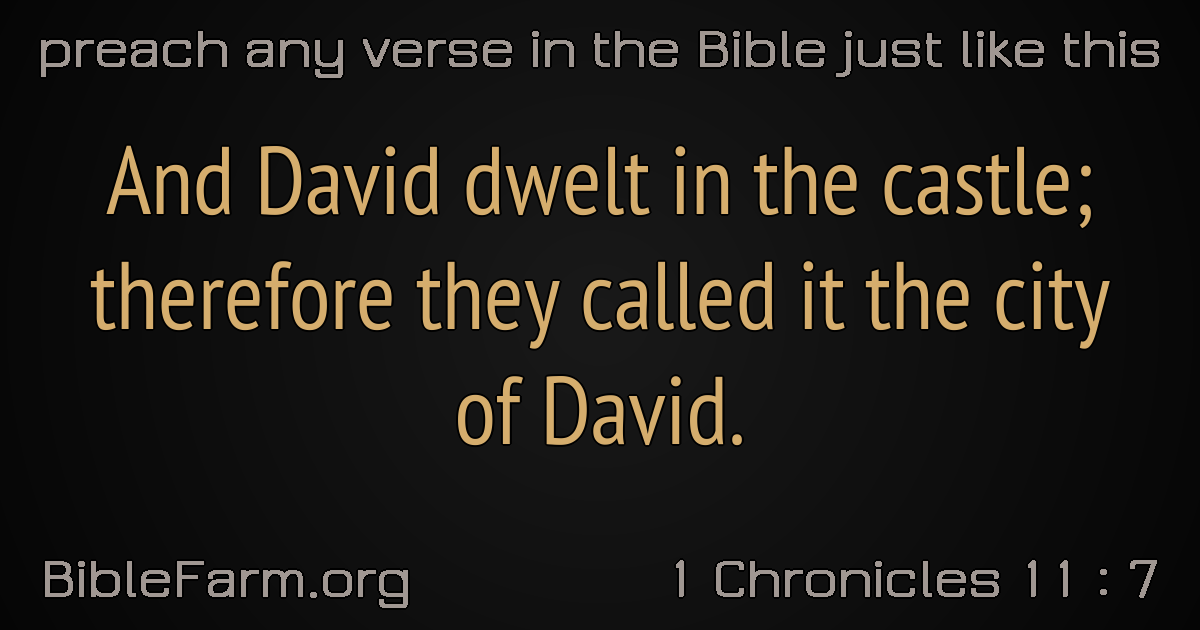 preach any verse in the Bible just like this
And David dwelt in the castle;
therefore they called it the city
of David.
BibleFarm.org
1 Chronicles 11 : 7